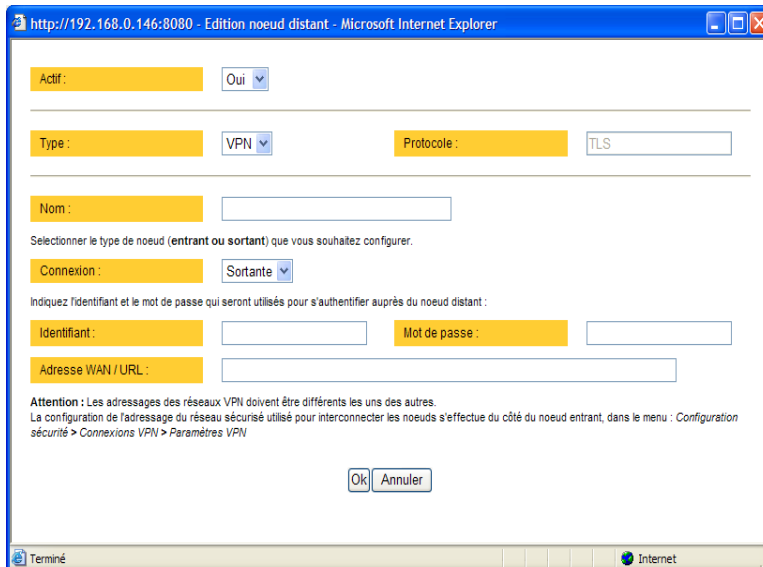 http://192.168.0.146:8080 - Edition noeud distant - Microsoft Internet Explorer
Actif : Oui
Type : VPN Protocole : TLS
Nom :
Selectionner le type de noeud (entrant ou sortant) que vous souhaitez configurer.
Connexion : Sortante
Indiquez l'identifiant et le mot de passe qui seront utilisés pour s'authentifier auprès du noeud distant :
Identifiant : Mot de passe :
Adresse WAN / URL :
Attention : Les adressages des réseaux VPN doivent être différents les uns des autres.
La configuration de l'adressage du réseau sécurisé utilisé pour interconnecter les noeuds s'effectue du côté du noeud entrant, dans le menu : Configuration
sécurité > Connexions VPN > Paramètres VPN
Ok Annuler
Terminé Internet